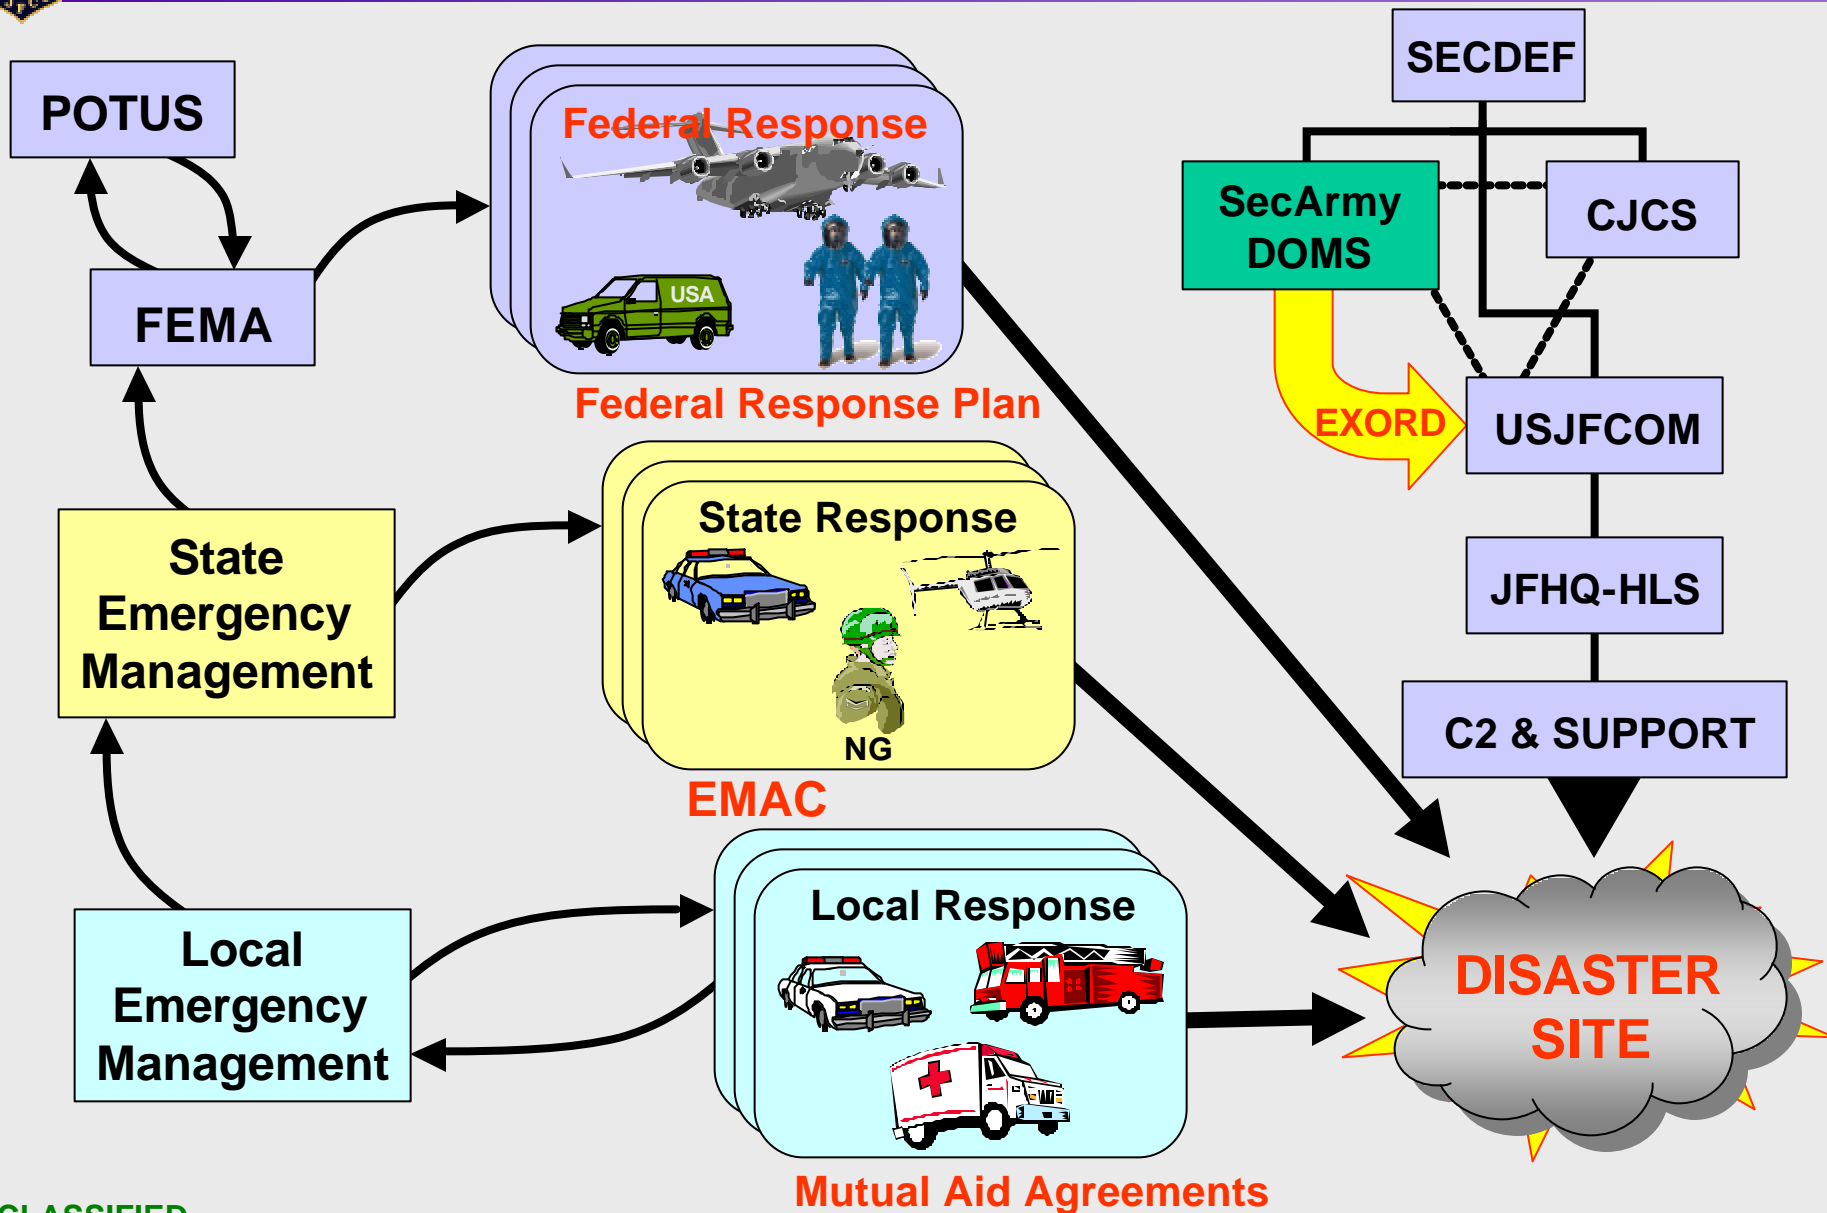 POTUS
FEMA
State
Emergency
Management
Local
Emergency
Management
Federal Response
USA
Federal Response Plan
State Response
NG
EMAC
Local Response
Mutual Aid Agreements
SECDEF
SecArmy
DOMS
CJCS
EXORD
USJFCOM
JFHQ-HLS
C2 & SUPPORT
DISASTER
SITE
CLASSIFIED